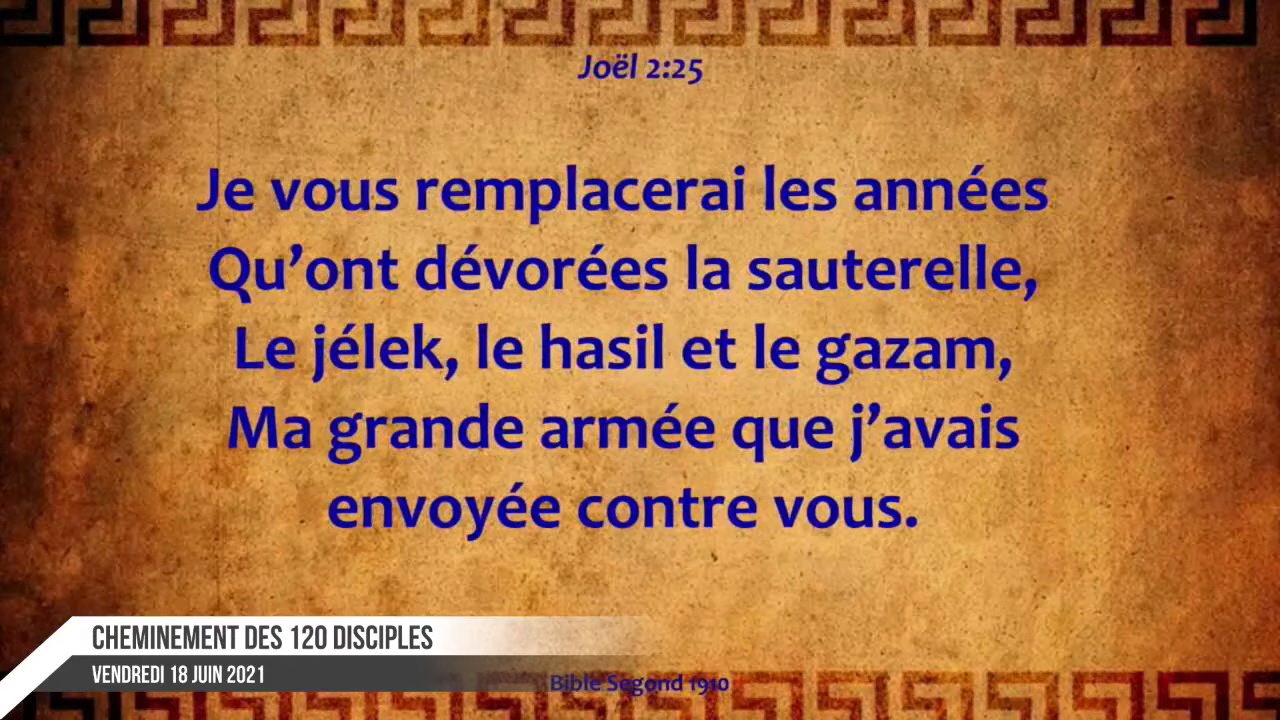 Joël 2:25
Je vous remplacerai les années
Qu’ont dévorées la sauterelle,
Le jélek, le hasil et le gazam,
Ma grande armée que j’avais
envoyée contre vous.
CHEMINEMENT DES 120 DISCIPLES
VENDREDI 18 JUIN 2021
Bible Segond 1910